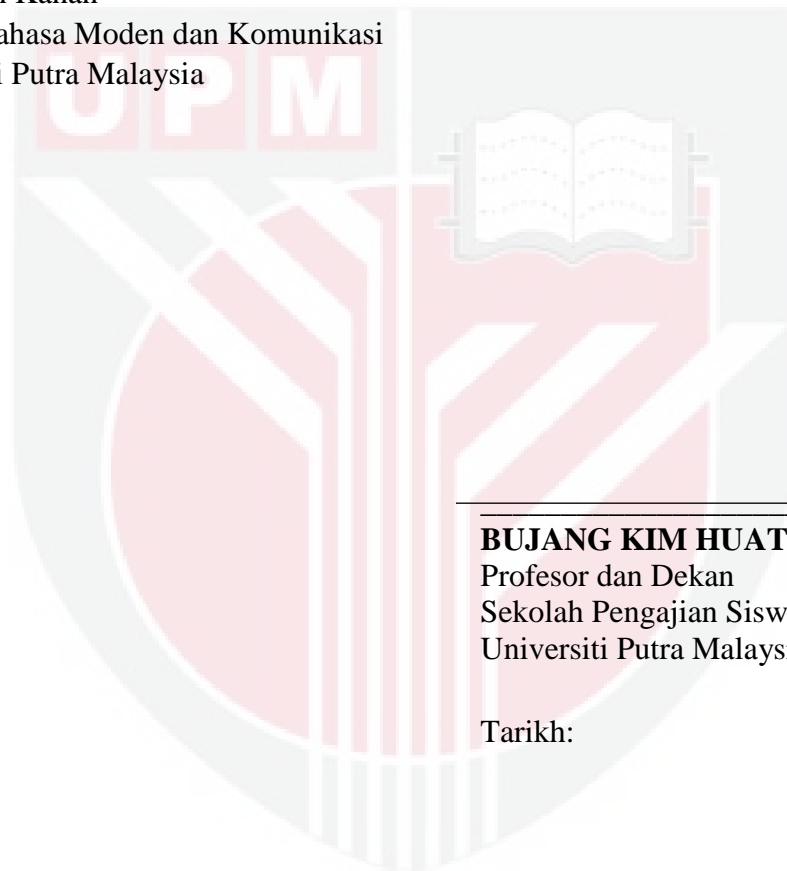 Kanan
ahasa Moden dan Komunikasi
i Putra Malaysia
UPM
BUJANG KIM HUAT
Profesor dan Dekan
Sekolah Pengajian Sisw
Universiti Putra Malays
Tarikh: